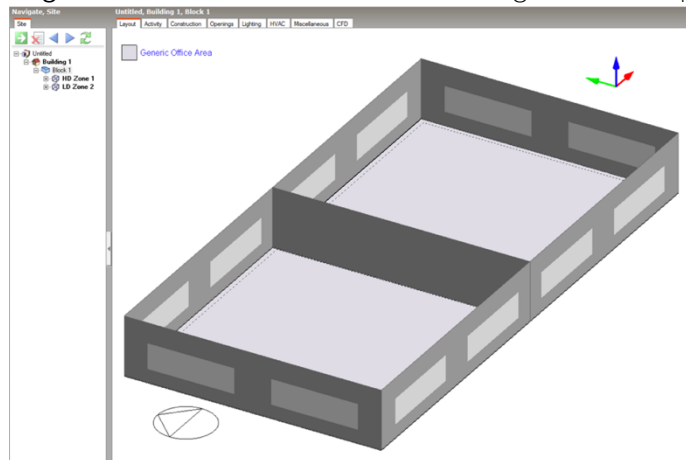 Navigate, Site
Untitled, Building 1, Block 1
Site
Layout Activity Construction Openings Lighting HVAC Miscellaneous CFD
Untitled
Building 1
Block 1
HD Zone 1
LD Zone 2
Generic Office Area